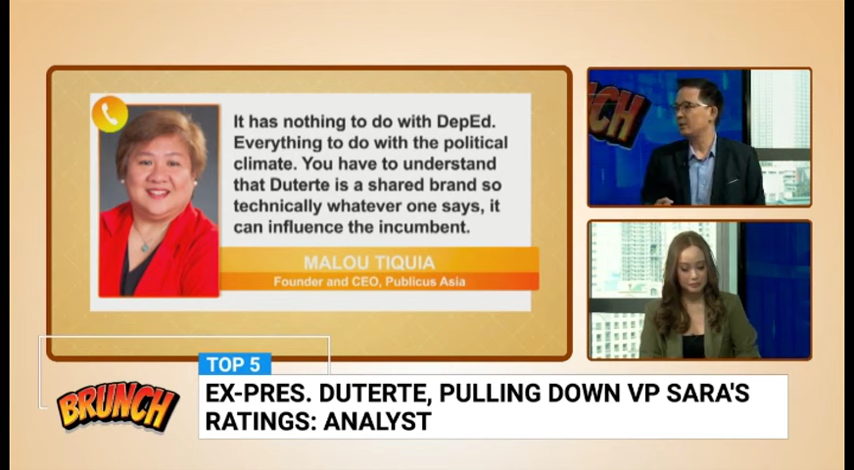 It has nothing to do with DepEd.
Everything to do with the political
climate. You have to understand
that Duterte is a shared brand so
technically whatever one says, it
can influence the incumbent.
MALOU TIQUIA
Founder and CEO, Publicus Asia
NCH
TOP 5
BRUNCH
EX-PRES. DUTERTE, PULLING DOWN VP SARA'S
RATINGS: ANALYST